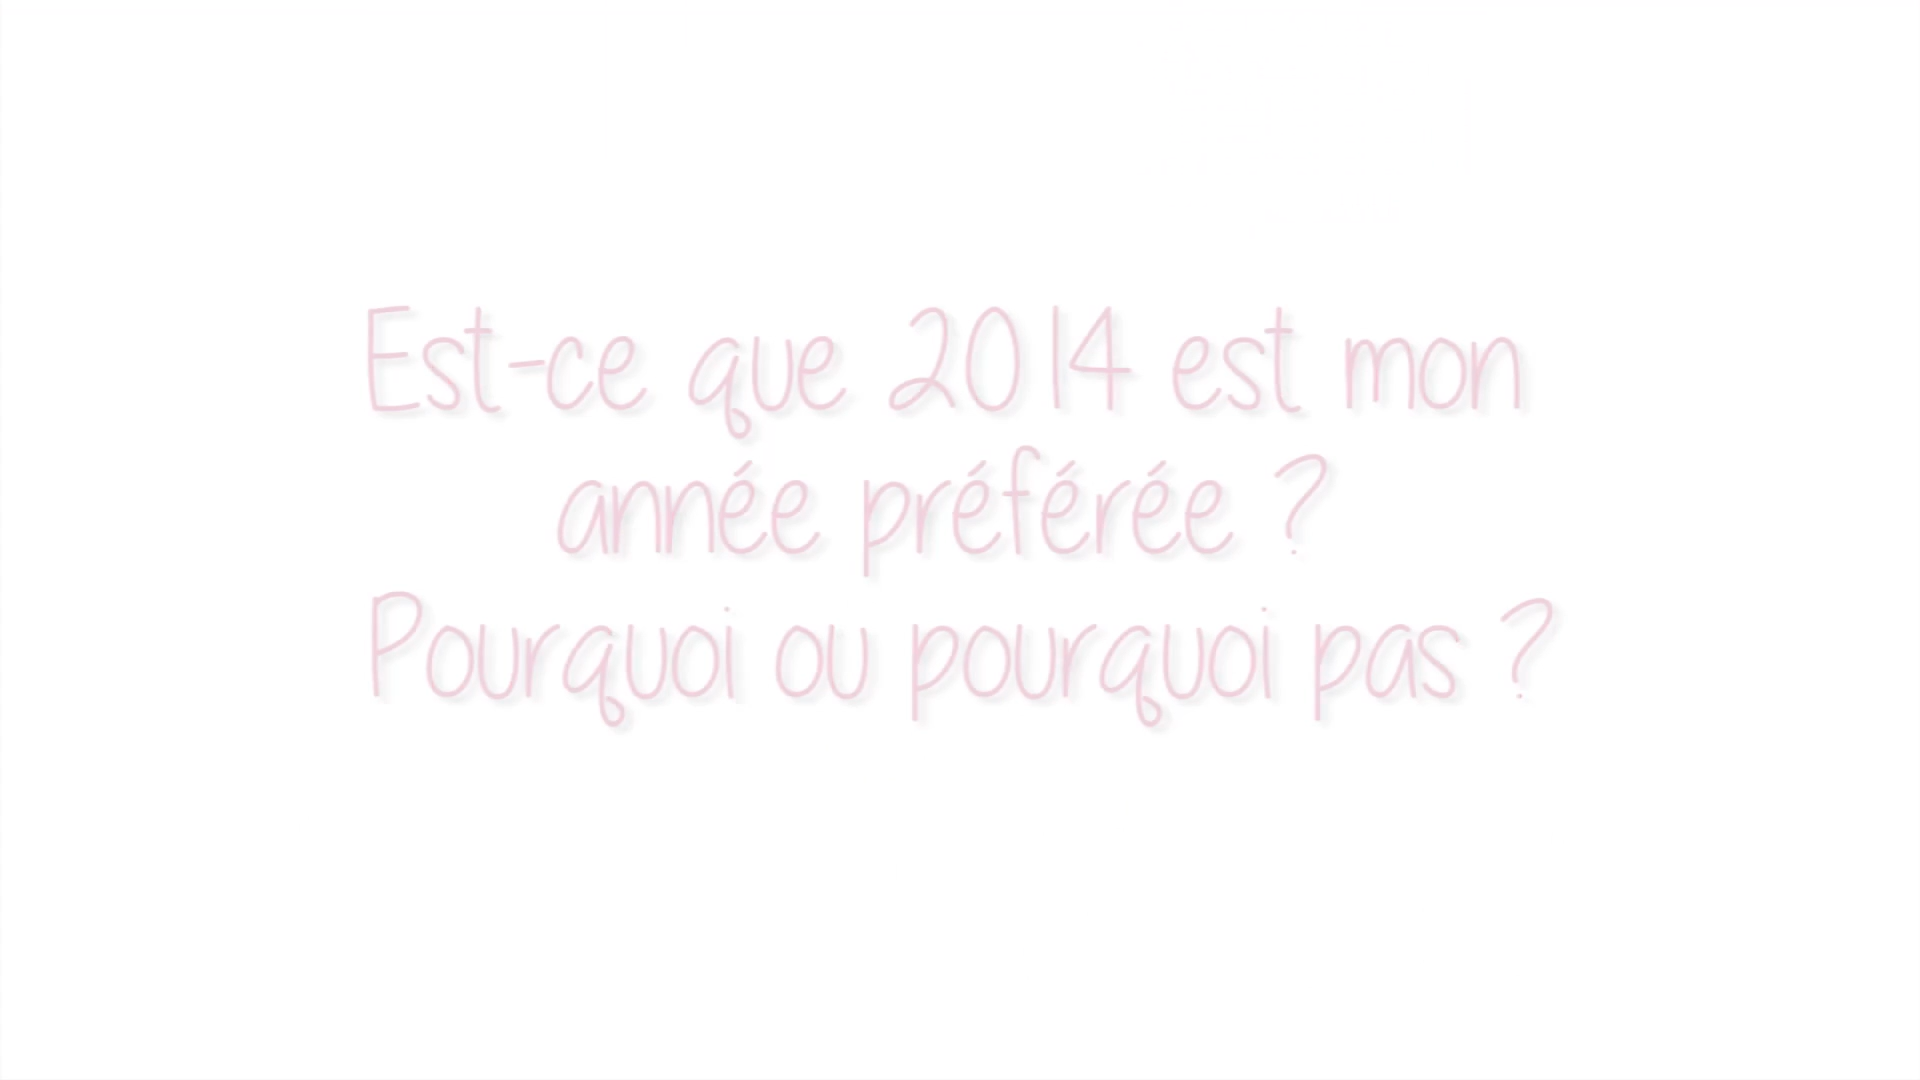 Est-ce que 2014 est mon
année préférée ?
Pourquoi ou pourquoi pas ?